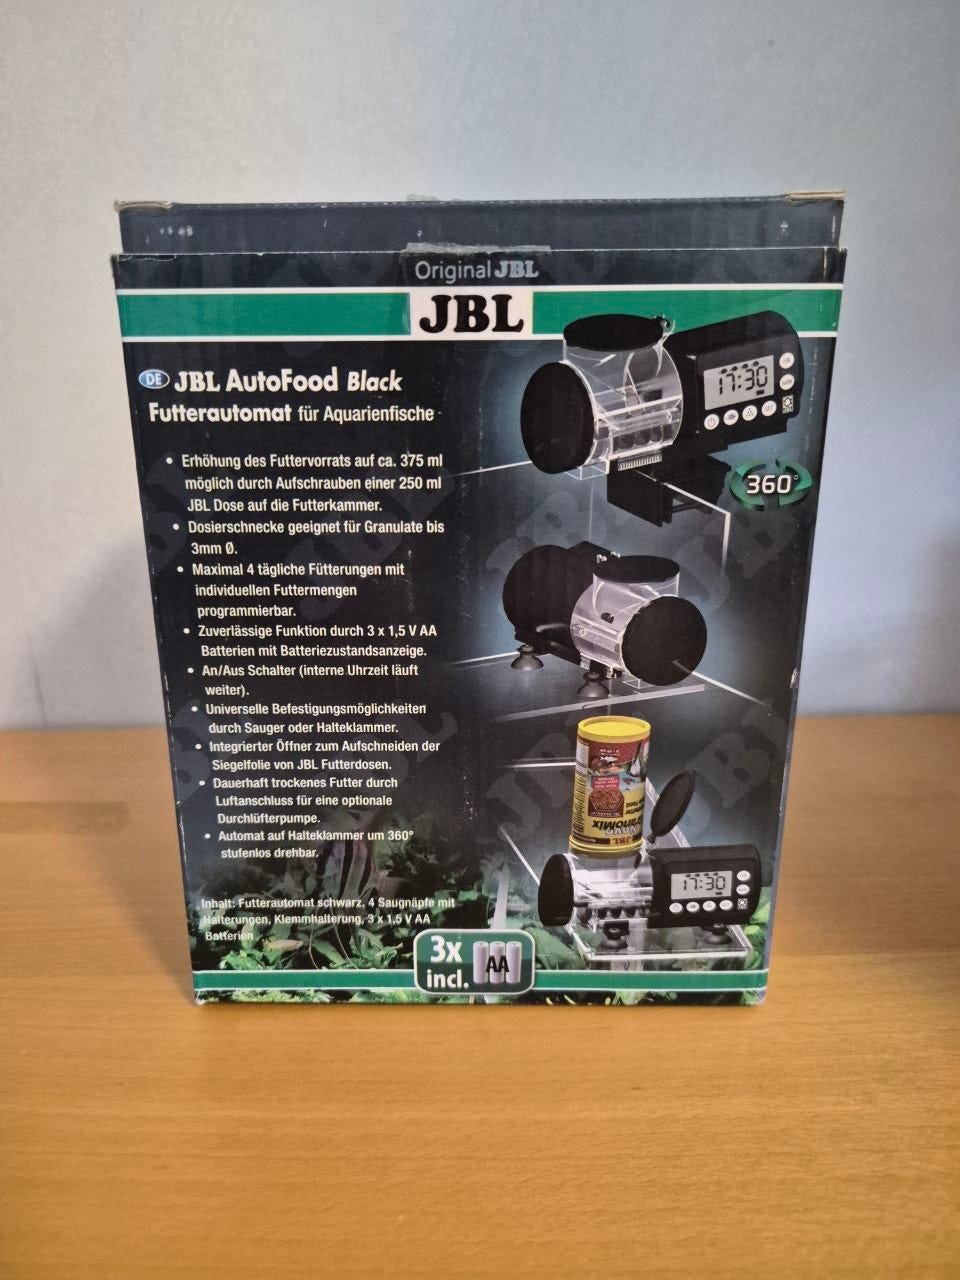 Original JBL
JBL
DE JBL AutoFood Black
Futterautomat für Aquarienfische
• Erhöhung des Futtervorrats auf ca. 375 ml
möglich durch Aufschrauben einer 250 ml
JBL Dose auf die Futterkammer.
• Dosierschnecke geeignet für Granulate bis
3mm Ø.
• Maximal 4 tägliche Fütterungen mit
individuellen Futtermengen
programmierbar.
• Zuverlässige Funktion durch 3 x 1,5 V AA
Batterien mit Batteriezustandsanzeige.
• An/Aus Schalter (interne Uhrzeit läuft
weiter).
• Universelle Befestigungsmöglichkeiten
durch Sauger oder Halteklammer.
• Integrierter Öffner zum Aufschneiden der
Siegelfolie von JBL Futterdosen.
• Dauerhaft trockenes Futter durch
Luftanschluss für eine optionale
Durchlüfterpumpe.
• Automat auf Halteklammer um 360°
stufenlos drehbar.
Inhalt: Futterautomat schwarz, 4 Saugnäpfe mit
Halterungen, Klemmhalterung, 3 x 1,5 V AA
Batterien
3x
incl.
AA
17:30
360°
JBL
17:30